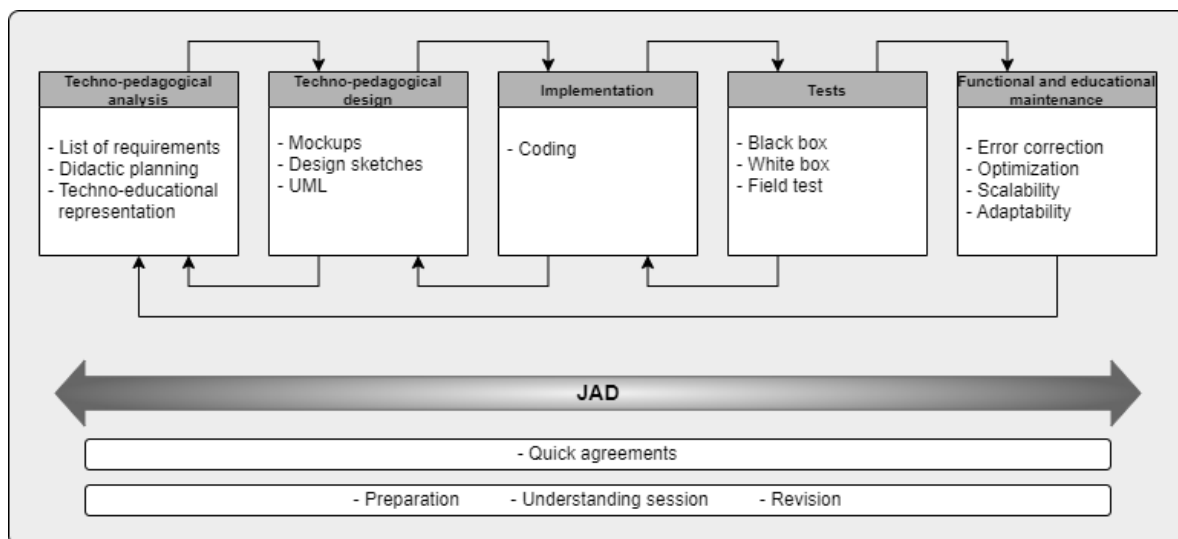 Techno-pedagogical
analysis
- List of requirements
- Didactic planning
- Techno-educational
representation
Techno-pedagogical
design
- Mockups
- Design sketches
- UML
Implementation
- Coding
Tests
- Black box
- White box
- Field test
Functional and educational
maintenance
- Error correction
- Optimization
- Scalability
- Adaptability
JAD
- Quick agreements
- Preparation - Understanding session - Revision